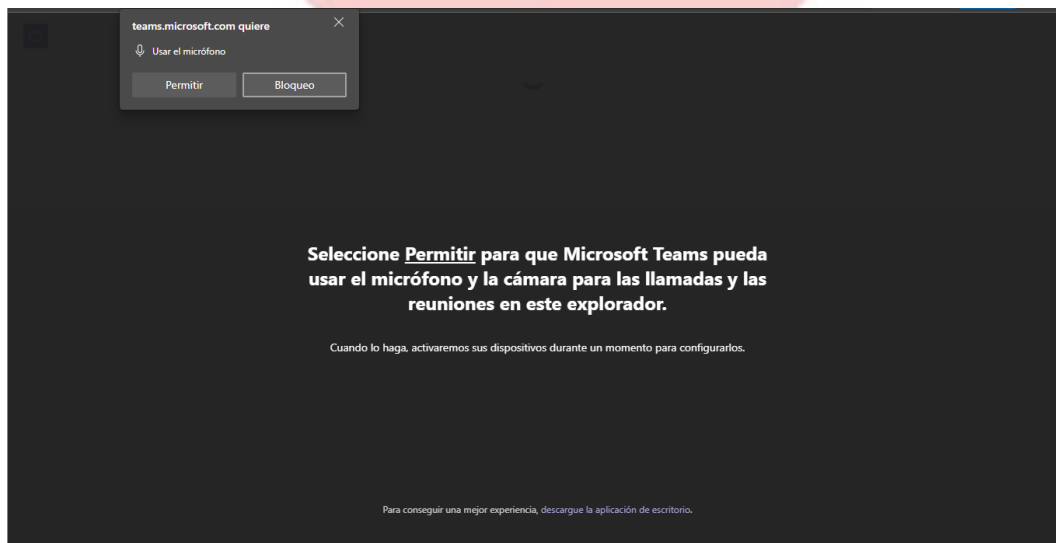 teams.microsoft.com quiere
Usar el micrófono
Permitir Bloqueo
Seleccione Permitir para que Microsoft Teams pueda
usar el micrófono y la cámara para las llamadas y las
reuniones en este explorador.
Cuando lo haga, activaremos sus dispositivos durante un momento para configurarlos.
Para conseguir una mejor experiencia, descargue la aplicación de escritorio.